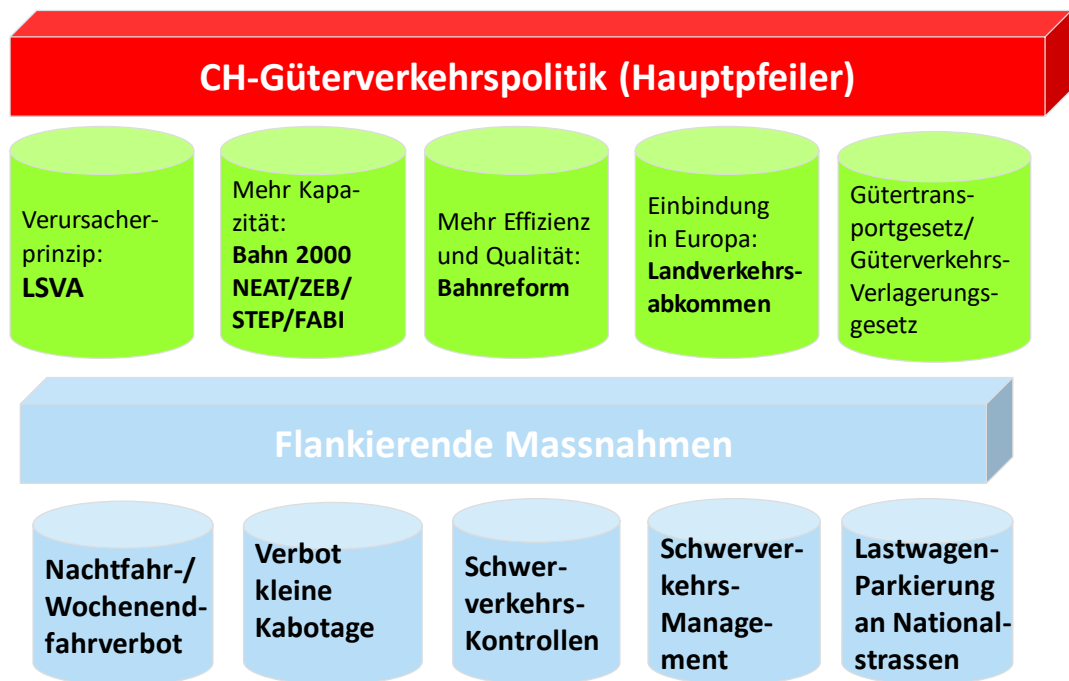 CH-Güterverkehrspolitik (Hauptpfeiler)
Verursacher-
prinzip:
LSVA
Mehr Kapa-
zität:
Bahn 2000
NEAT/ZEB/
STEP/FABI
Mehr Effizienz
und Qualität:
Bahnreform
Einbindung
in Europa:
Landverkehrs-
abkommen
Gütertrans-
portgesetz/
Güterverkehrs-
Verlagerungs-
gesetz
Flankierende Massnahmen
Nachtfahr-/
Wochenend-
fahrverbot
Verbot
kleine
Kabotage
Schwer-
verkehrs-
Kontrollen
Schwerver-
kehrs-
Manage-
ment
Lastwagen-
Parkierung
an National-
strassen